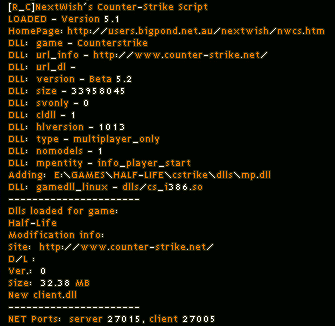 [R_C]NextWish's Counter-Strike Script
LOADED - Version 5.1
HomePage: http://users.bigpond.net.au/nextwish/nwcs.htm
DLL: game - Counterstrike
DLL: url_info - http://www.counter-strike.net/
DLL: url_dl -
DLL: version - Beta 5.2
DLL: size - 33958045
DLL: svonly - 0
DLL: cldll - 1
DLL: hlversion - 1013
DLL: type - multiplayer_only
DLL: nomodels - 1
DLL: mpentity - info_player_start
Adding: E:\GAMES\HALF-LIFE\cstrike\dlls\mp.dll
DLL: gamedll_linux - dlls/cs_i386.so
----------------------
Dlls loaded for game:
Half-Life
Modification info:
Site: http://www.counter-strike.net/
D/L :
Ver.: 0
Size: 32.38 MB
New client.dll
----------------------
NET Ports: server 27015, client 27005